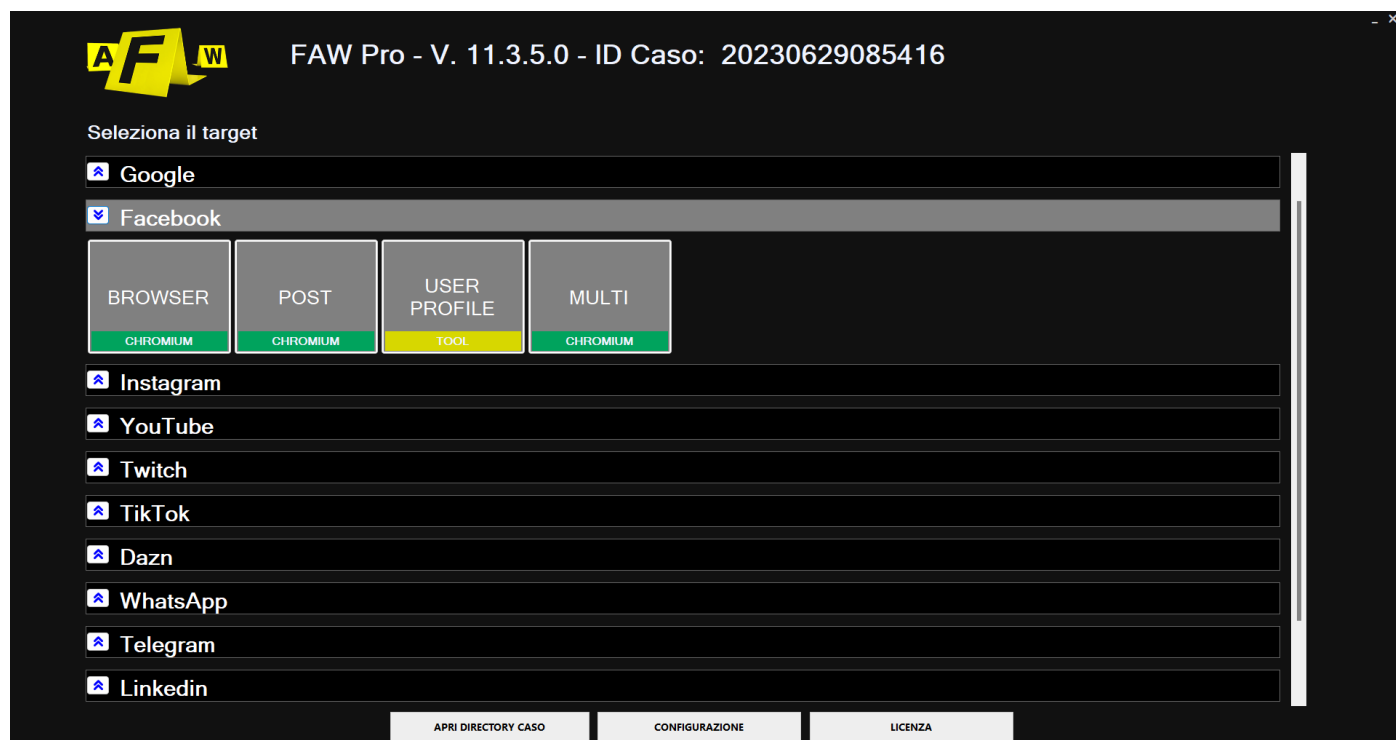 A F W
FAW Pro - V. 11.3.5.0 - ID Caso: 20230629085416
Seleziona il target
Google
Facebook
BROWSER
CHROMIUM
POST
CHROMIUM
USER
PROFILE
TOOL
MULTI
CHROMIUM
Instagram
YouTube
Twitch
TikTok
Dazn
WhatsApp
Telegram
Linkedin
APRI DIRECTORY CASO
CONFIGURAZIONE
LICENZA